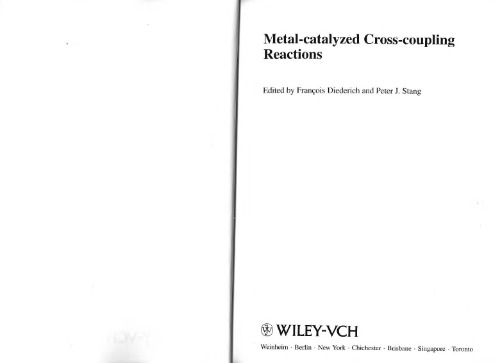 Metal-catalyzed Cross-coupling
Reactions
Edited by François Diederich and Peter J. Stang
WILEY-VCH
Weinheim · Berlin · New York · Chichester · Brisbane · Singapore · Toronto